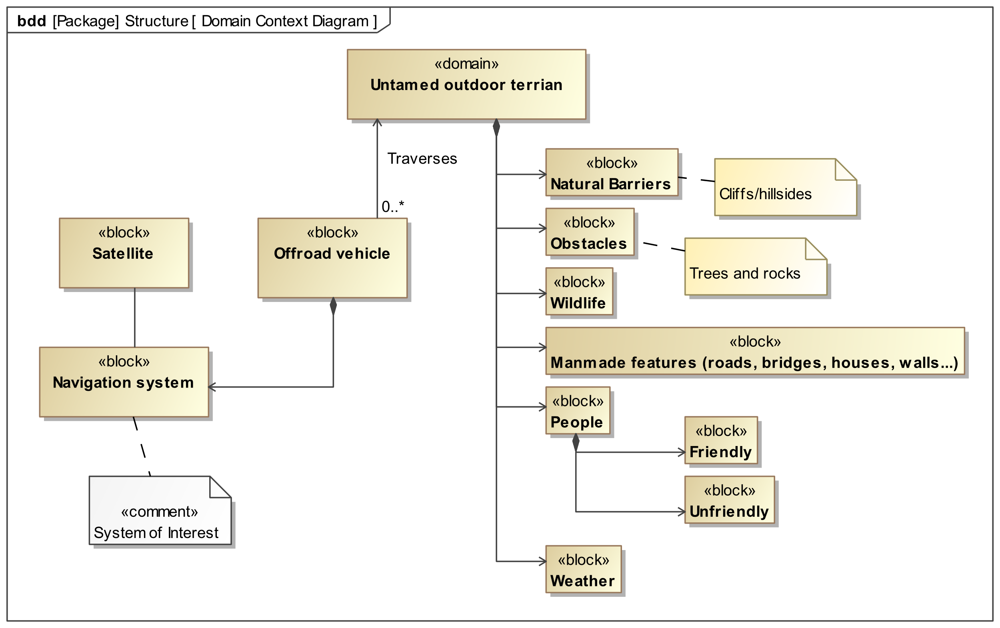 bdd [Package] Structure [ Domain Context Diagram ]
«domain»
Untamed outdoor terrian
Traverses
0..*
«block»
Natural Barriers
Cliffs/hillsides
«block»
Satellite
«block»
Offroad vehicle
«block»
Obstacles
Trees and rocks
«block»
Wildlife
«block»
Navigation system
«block»
Manmade features (roads, bridges, houses, walls...)
«block»
People
«block»
Friendly
«block»
Unfriendly
«comment»
System of Interest
«block»
Weather